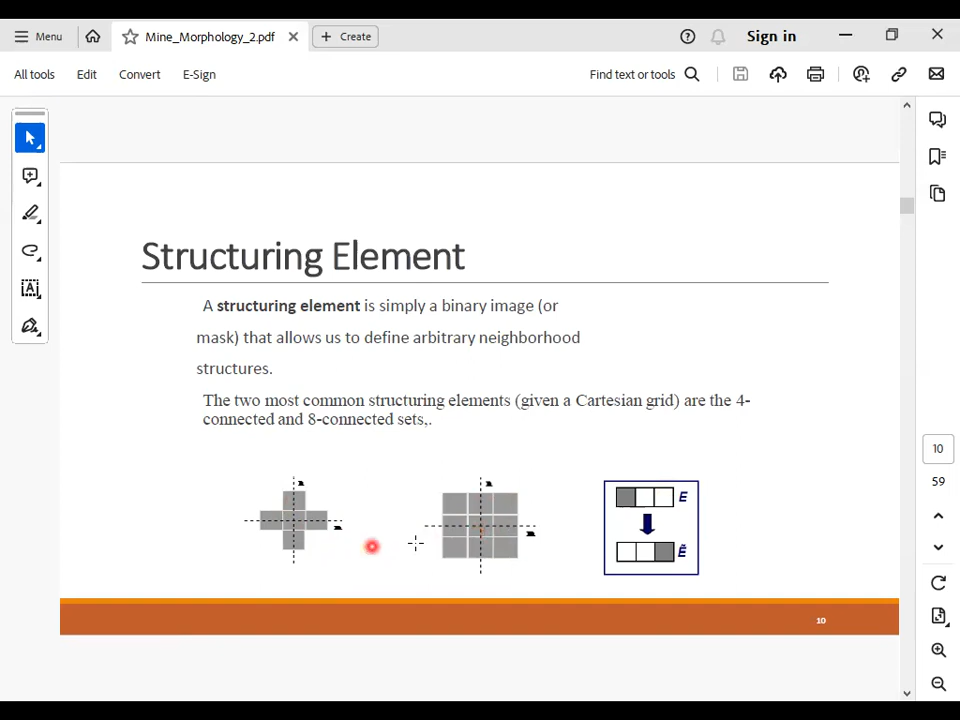 Menu
Mine_Morphology_2.pdf
Create
Sign in
All tools
Edit
Convert
E-Sign
Find text or tools
Structuring Element
A structuring element is simply a binary image (or
mask) that allows us to define arbitrary neighborhood
structures.
The two most common structuring elements (given a Cartesian grid) are the 4-
connected and 8-connected sets,.
E
Ě
10
10
59